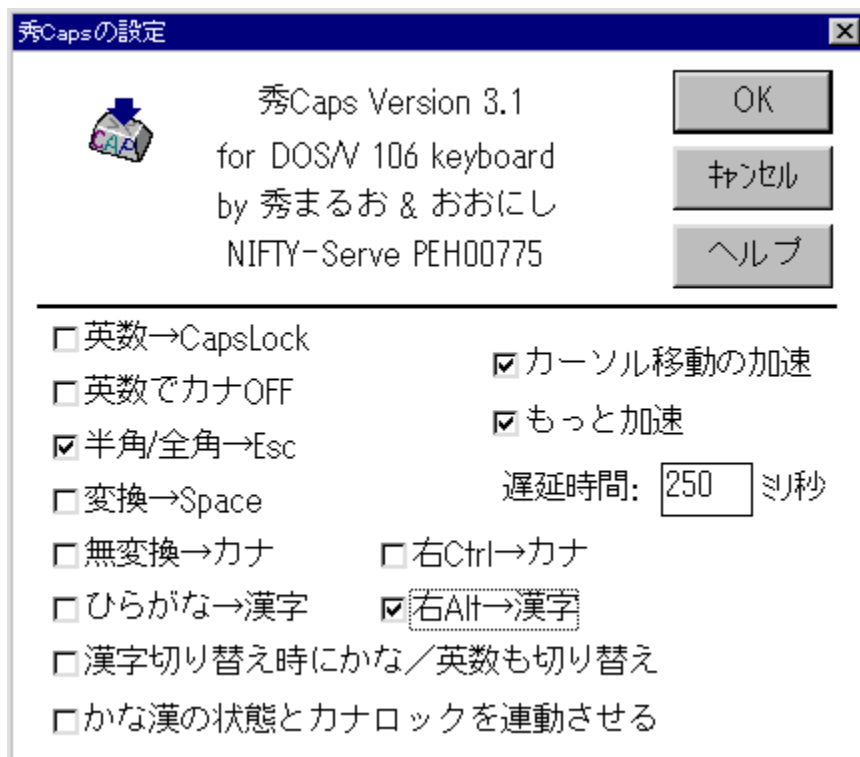 秀Capsの設定
秀Caps Version 3.1
for DOS/V 106 keyboard
by 秀まるお & おおにし
NIFTY-Serve PEH00775
OK
ｷｬﾝｾﾙ
ヘルプ
CAP
英数→CapsLock
英数でカナOFF
半角/全角→Esc
変換→Space
無変換→カナ
ひらがな→漢字
カーソル移動の加速
もっと加速
遅延時間: 250 ﾐﾘ秒
右Ctrl→カナ
右Alt→漢字
漢字切り替え時にかな／英数も切り替え
かな漢の状態とカナロックを連動させる